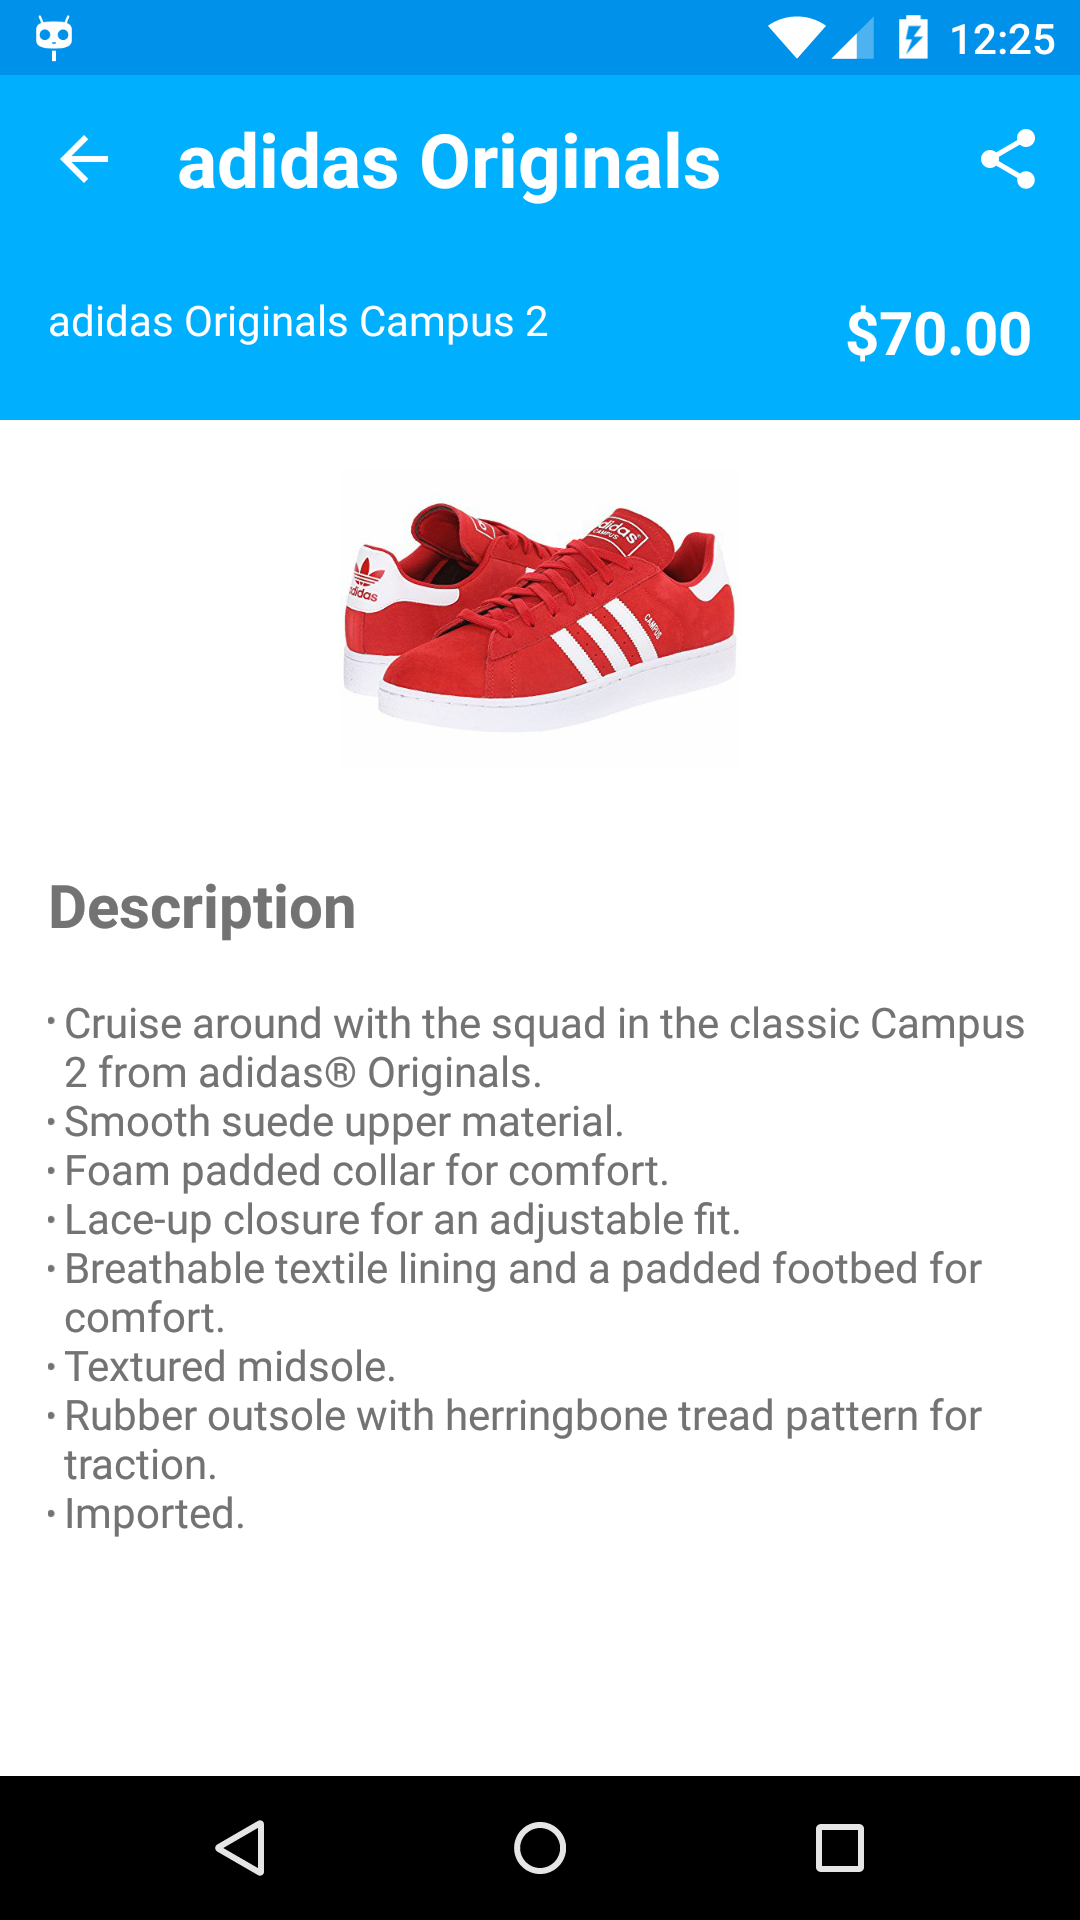 12:25
adidas Originals
adidas Originals Campus 2
$70.00
adidas
adidas
CAMPUS
CAMPUS
Description
• Cruise around with the squad in the classic Campus
2 from adidas® Originals.
• Smooth suede upper material.
• Foam padded collar for comfort.
• Lace-up closure for an adjustable fit.
• Breathable textile lining and a padded footbed for
comfort.
• Textured midsole.
• Rubber outsole with herringbone tread pattern for
traction.
• Imported.